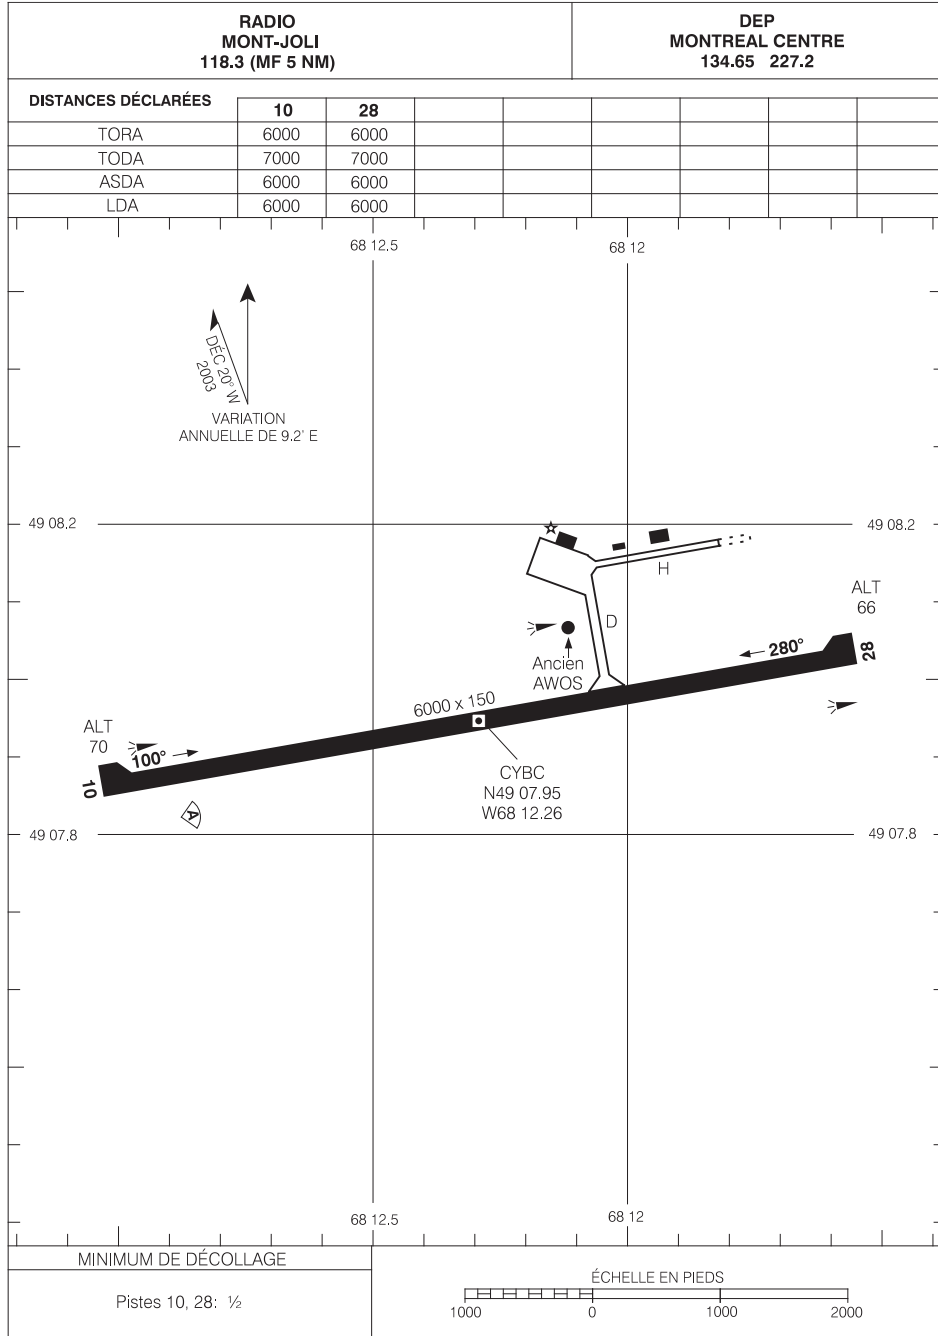 RADIO
MONT-JOLI
118.3 (MF 5 NM)
DEP
MONTREAL CENTRE
134.65 227.2
DISTANCES DÉCLARÉES 10 28
TORA 6000 6000
TODA 7000 7000
ASDA 6000 6000
LDA 6000 6000
68 12.5
68 12
DÉC 20° W
2003
VARIATION
ANNUELLE DE 9.2' E
49 08.2
49 08.2
H
D
ALT
66
280°
28
Ancien
AWOS
6000 x 150
ALT
70
100°
10
A
CYBC
N49 07.95
W68 12.26
49 07.8
49 07.8
68 12.5
68 12
MINIMUM DE DÉCOLLAGE
Pistes 10, 28: ½
ÉCHELLE EN PIEDS
1000 0 1000 2000